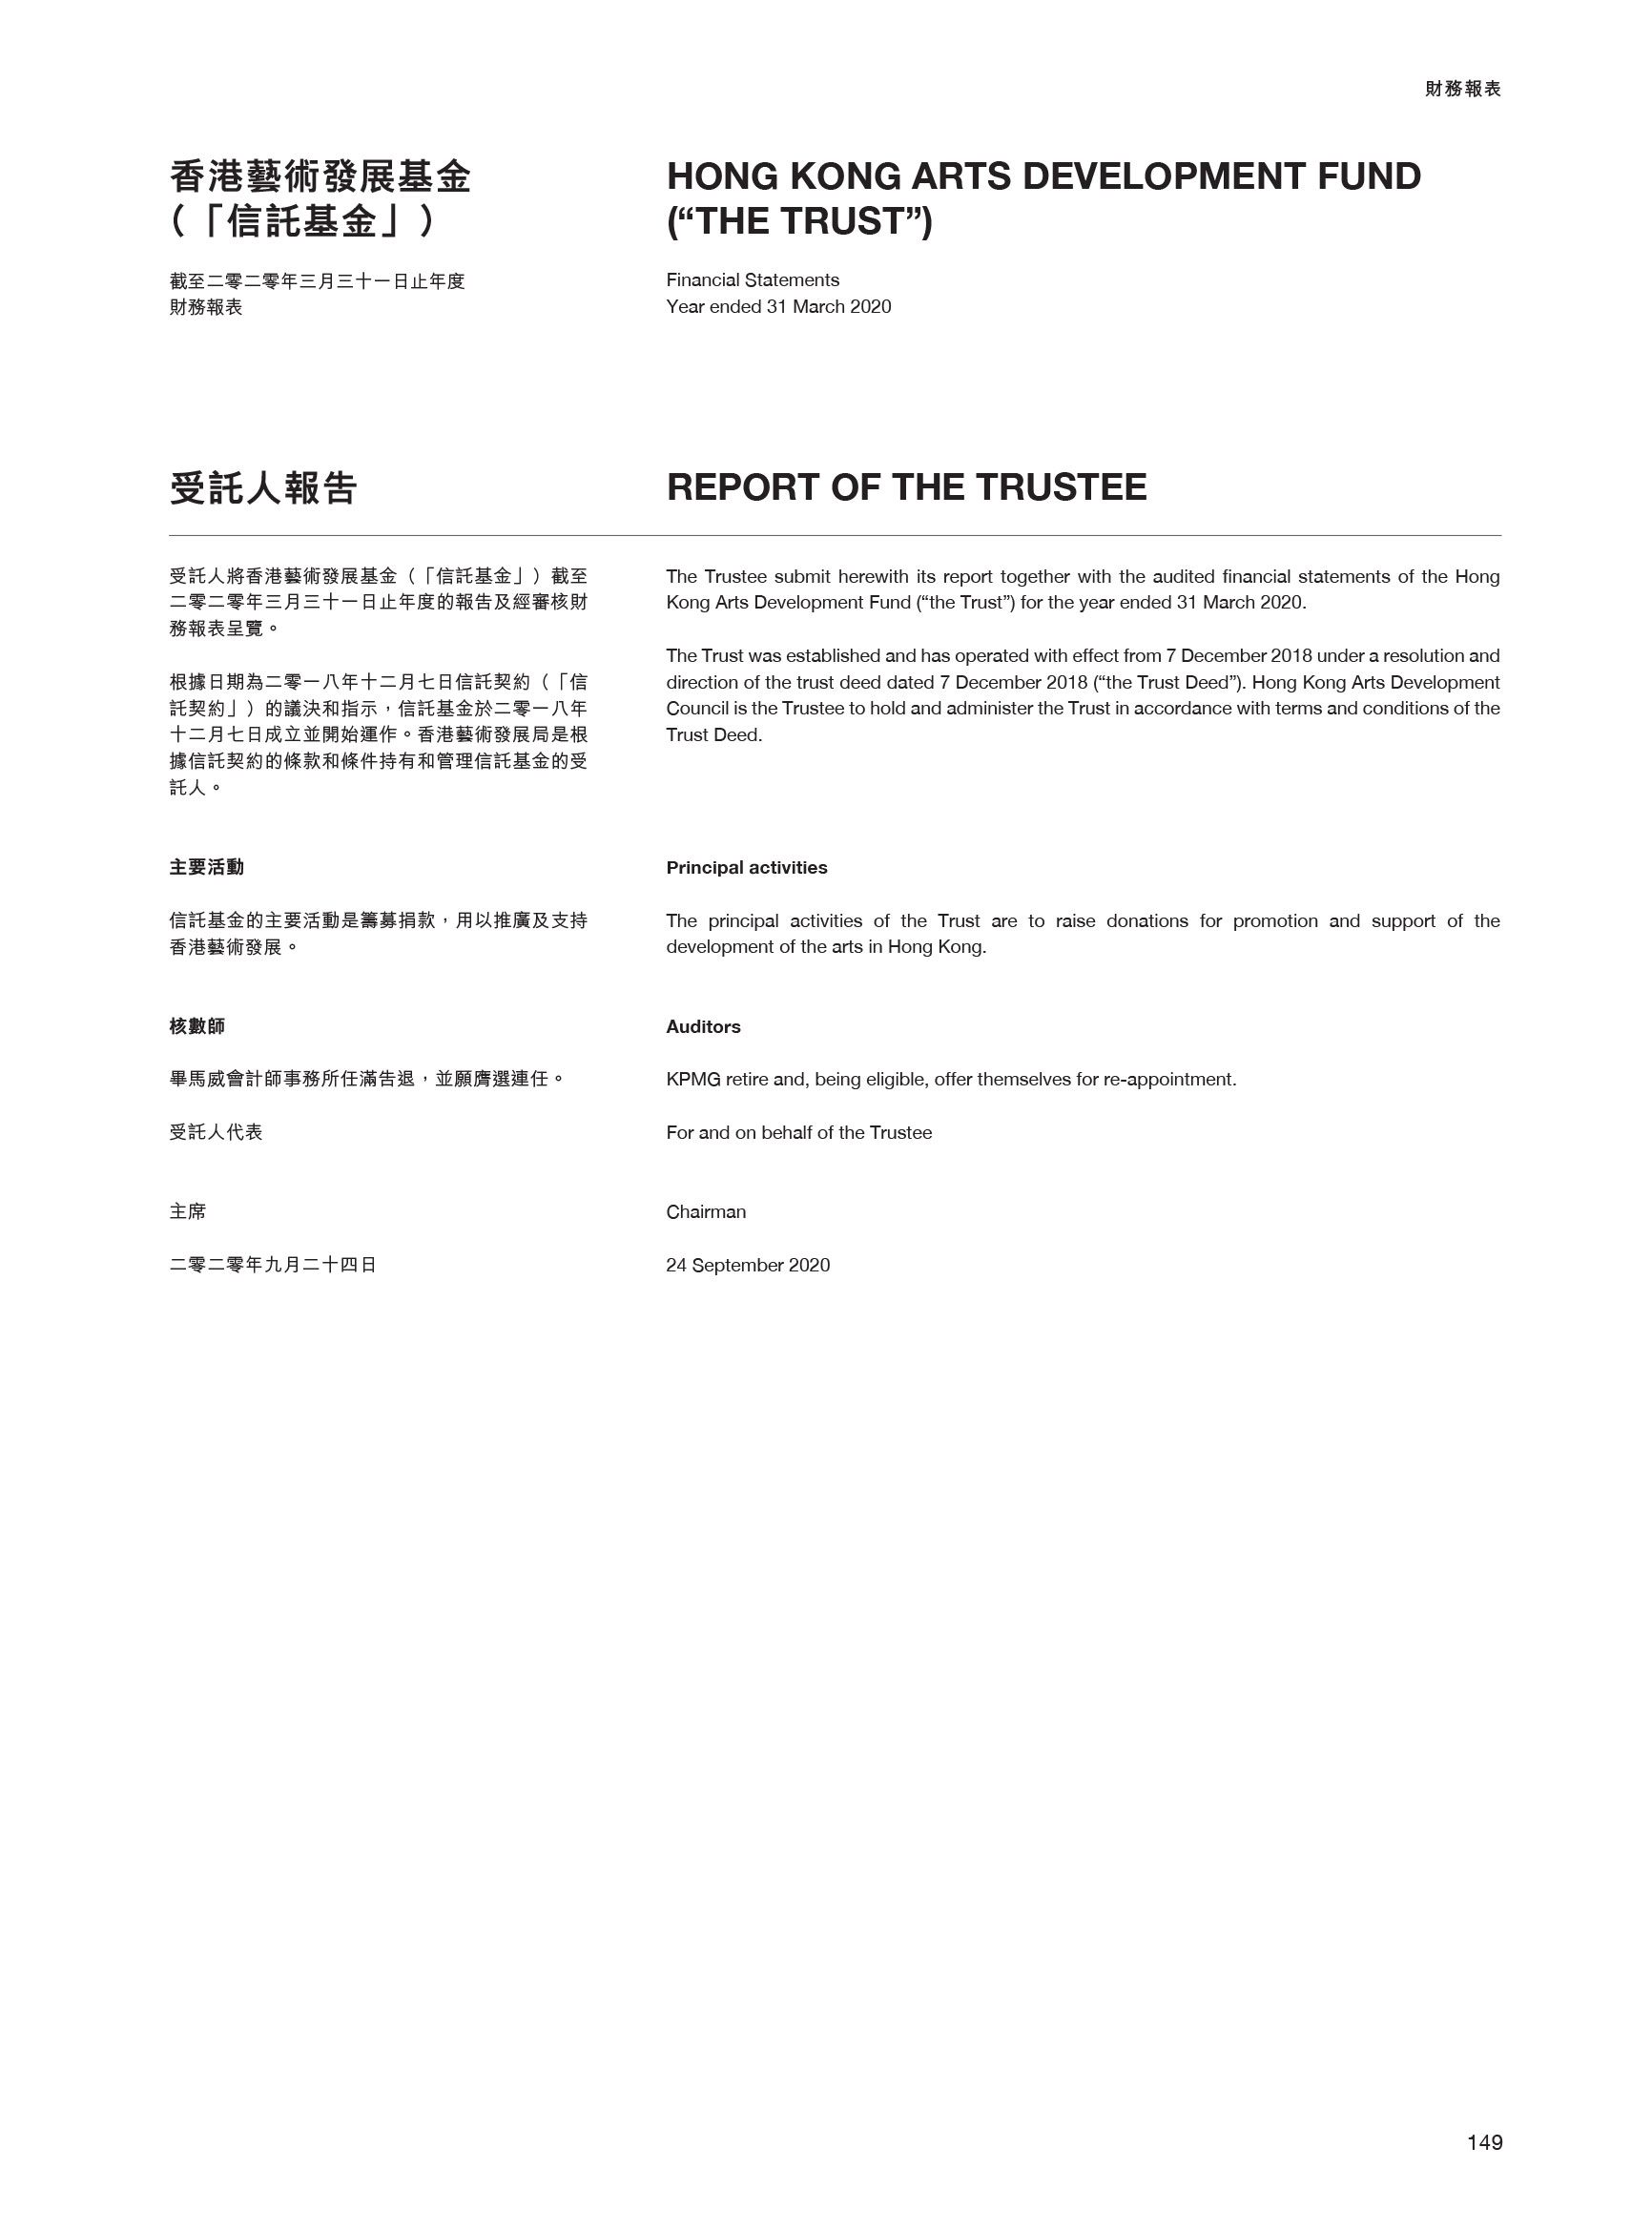 財務報表
香港藝術發展基金
（「信託基金」）
截至二零二零年三月三十一日止年度
財務報表
HONG KONG ARTS DEVELOPMENT FUND
(“THE TRUST”)
Financial Statements
Year ended 31 March 2020
受託人報告
REPORT OF THE TRUSTEE
受託人將香港藝術發展基金（「信託基金」）截至
二零二零年三月三十一日止年度的報告及經審核財
務報表呈覽。
根據日期為二零一八年十二月七日信託契約（「信
託契約」）的議決和指示，信託基金於二零一八年
十二月七日成立並開始運作。香港藝術發展局是根
據信託契約的條款和條件持有和管理信託基金的受
託人。
The Trustee submit herewith its report together with the audited financial statements of the Hong
Kong Arts Development Fund (“the Trust”) for the year ended 31 March 2020.
The Trust was established and has operated with effect from 7 December 2018 under a resolution and
direction of the trust deed dated 7 December 2018 (“the Trust Deed”). Hong Kong Arts Development
Council is the Trustee to hold and administer the Trust in accordance with terms and conditions of the
Trust Deed.
主要活動
Principal activities
信託基金的主要活動是籌募捐款，用以推廣及支持
香港藝術發展。
The principal activities of the Trust are to raise donations for promotion and support of the
development of the arts in Hong Kong.
核數師
Auditors
畢馬威會計師事務所任滿告退，並願膺選連任。
KPMG retire and, being eligible, offer themselves for re-appointment.
受託人代表
For and on behalf of the Trustee
主席
Chairman
二零二零年九月二十四日
24 September 2020
149